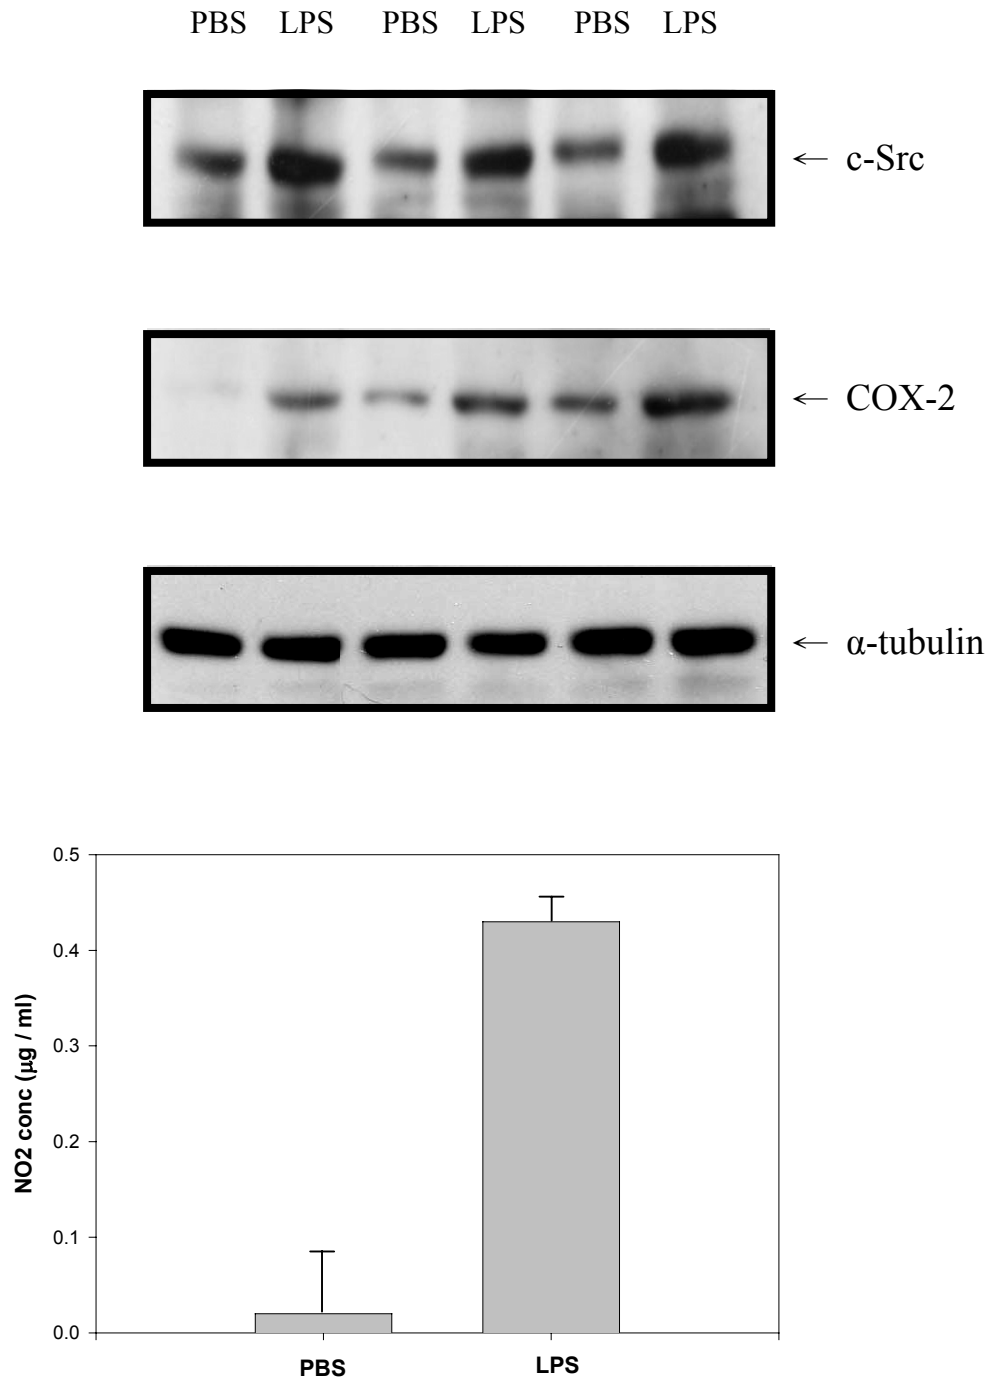 PBS LPS PBS LPS PBS LPS
← c-Src
← COX-2
← α-tubulin
0.5
0.4
0.3
0.2
0.1
0.0
NO2 conc (μg / ml)
PBS LPS